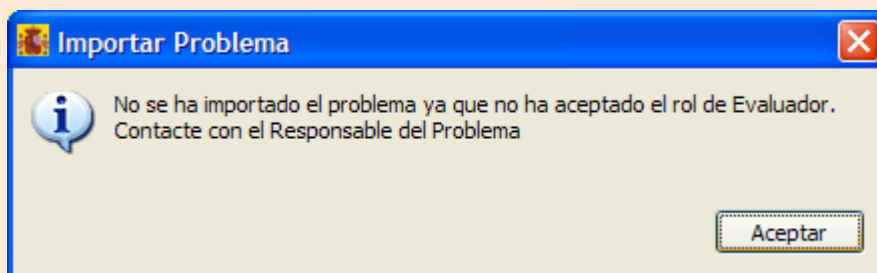 Importar Problema
No se ha importado el problema ya que no ha aceptado el rol de Evaluador.
Contacte con el Responsable del Problema
Aceptar